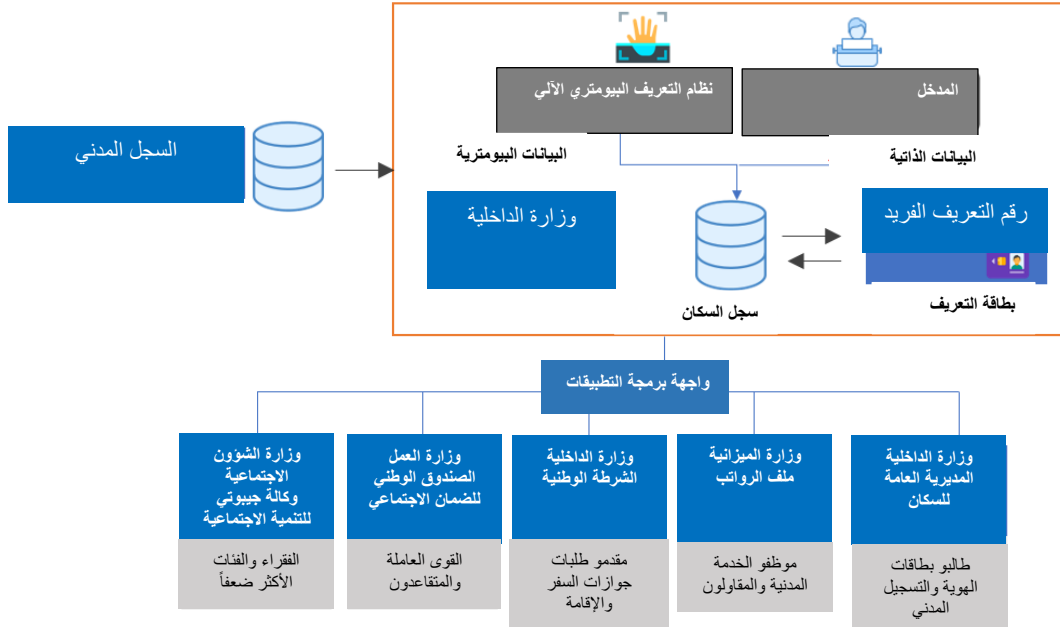 المدخل
نظام التعريف البيومتري الآلي
البيانات الذاتية
البيانات البيومترية
السجل المدني
وزارة الداخلية
رقم التعريف الفريد
سجل السكان
بطاقة التعريف
واجهة برمجة التطبيقات
وزارة الداخلية
المديرية العامة
للسكان
طالبو بطاقات
الهوية والتسجيل
المدني
وزارة الميزانية
ملف الرواتب
موظفو الخدمة
المدنية والمقاولون
وزارة الداخلية
الشرطة الوطنية
مقدمو طلبات
جوازات السفر
والإقامة
وزارة العمل
الصندوق الوطني
للضمان الاجتماعي
القوى العاملة
والمتقاعدون
وزارة الشؤون
الاجتماعية
وكالة جيبوتي
للتنمية الاجتماعية
الفقراء والفئات
الأكثر ضعفاً